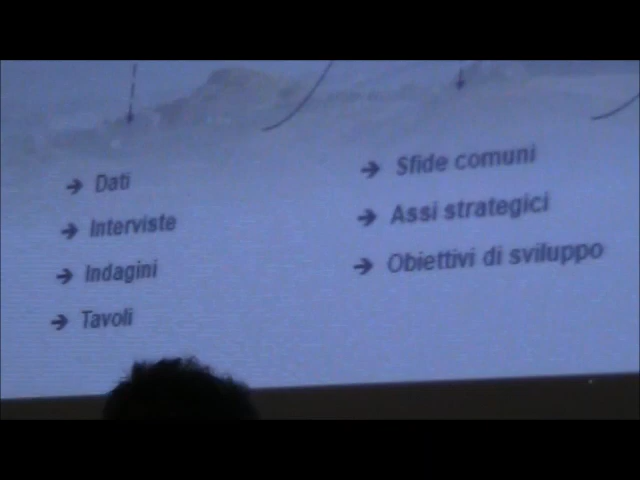 → Dati
→ Interviste
→ Indagini
→ Tavoli
→ Sfide comuni
→ Assi strategici
→ Obiettivi di sviluppo